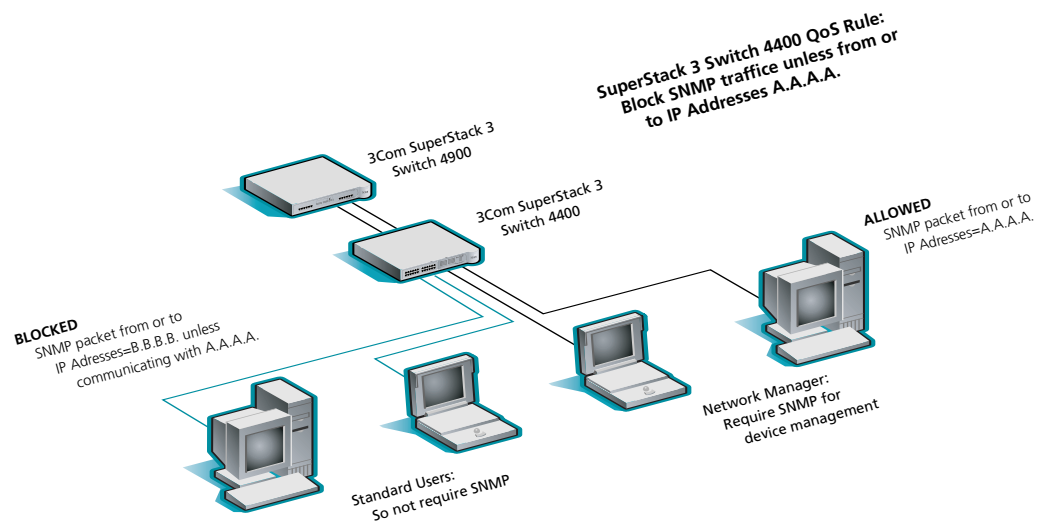 SuperStack 3 Switch 4400 QoS Rule:
Block SNMP traffice unless from or
to IP Addresses A.A.A.A.
3Com SuperStack 3
Switch 4900
3Com SuperStack 3
Switch 4400
ALLOWED
SNMP packet from or to
IP Adresses=A.A.A.A.
BLOCKED
SNMP packet from or to
IP Adresses=B.B.B.B. unless
communicating with A.A.A.A.
Network Manager:
Require SNMP for
device management
Standard Users:
So not require SNMP